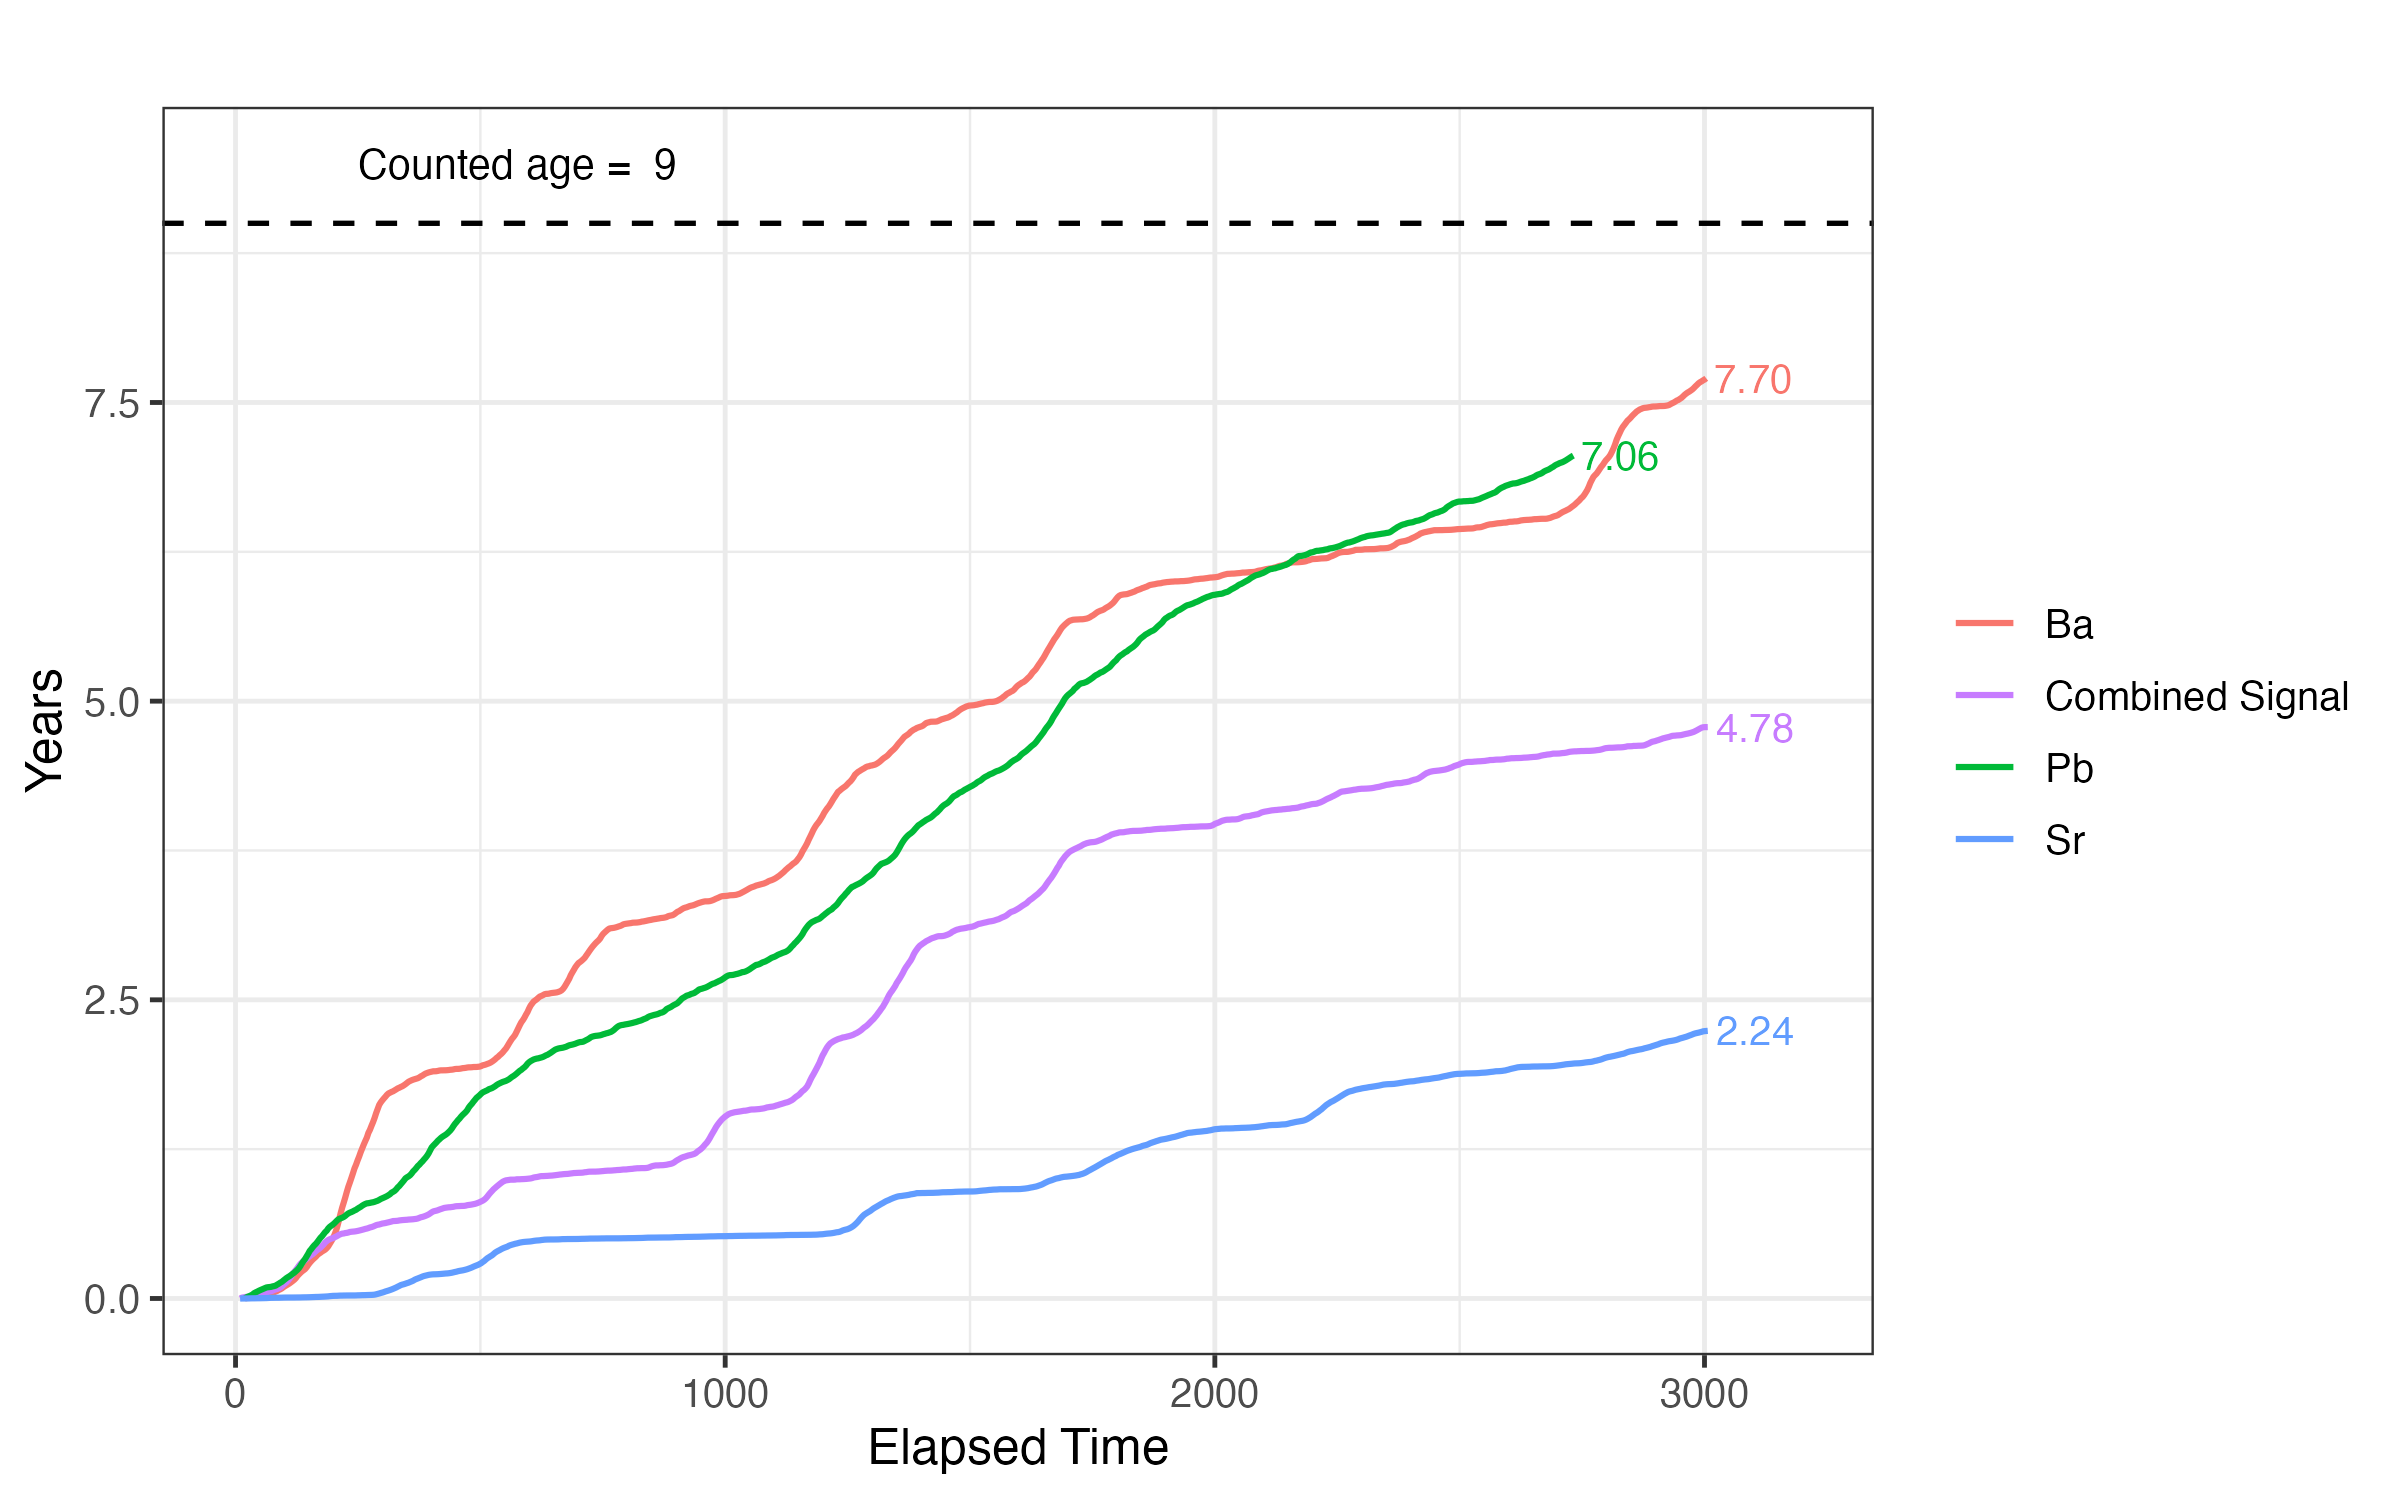 Counted age =  9
7.70
7.06
4.78
2.24
7.5
5.0
2.5
0.0
0
1000
2000
3000
Elapsed Time
Years
Ba
Combined Signal
Pb
Sr